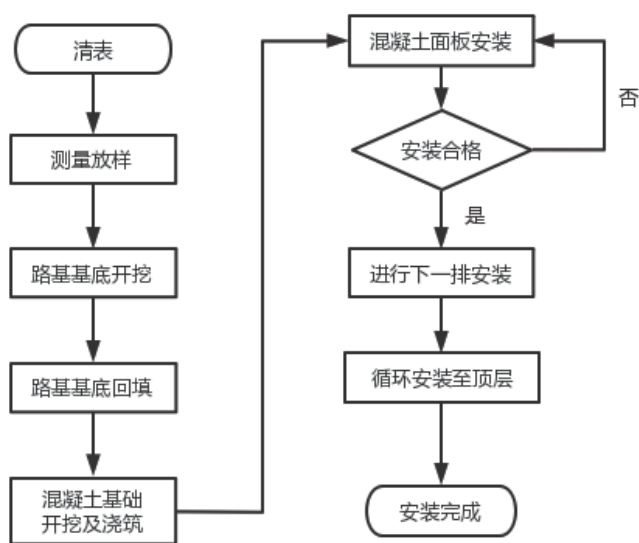 清表
测量放样
路基基底开挖
路基基底回填
混凝土基础
开挖及浇筑
混凝土面板安装
否
安装合格
是
进行下一排安装
循环安装至顶层
安装完成